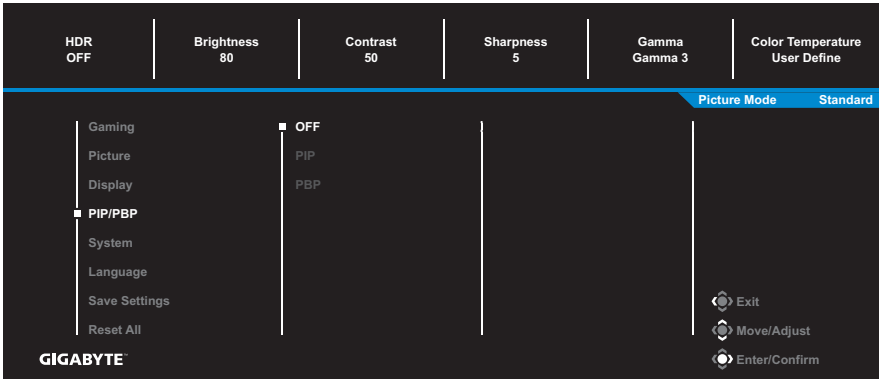 HDR Brightness Contrast Sharpness Gamma Color Temperature
OFF 80 50 5 Gamma 3 User Define
Picture Mode Standard
Gaming OFF
Picture PIP
Display PBP
PIP/PBP
System
Language
Save Settings Exit
Reset All Move/Adjust
GIGABYTE™ Enter/Confirm